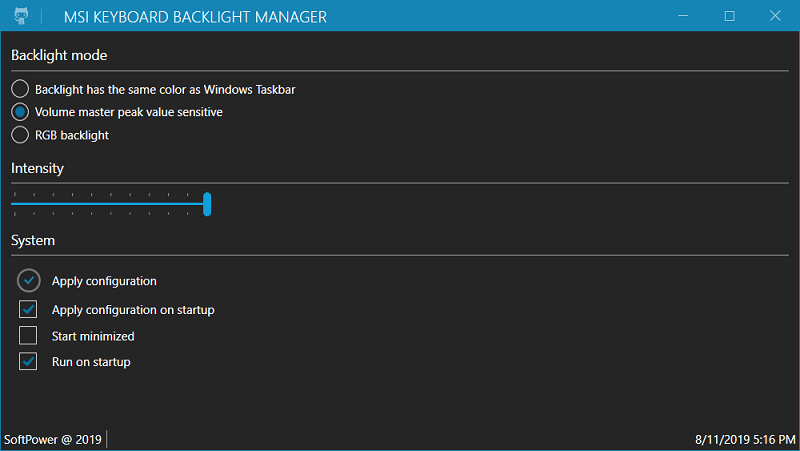 MSI KEYBOARD BACKLIGHT MANAGER
Backlight mode
Backlight has the same color as Windows Taskbar
Volume master peak value sensitive
RGB backlight
Intensity
System
Apply configuration
Apply configuration on startup
Start minimized
Run on startup
SoftPower @ 2019
8/11/2019 5:16 PM